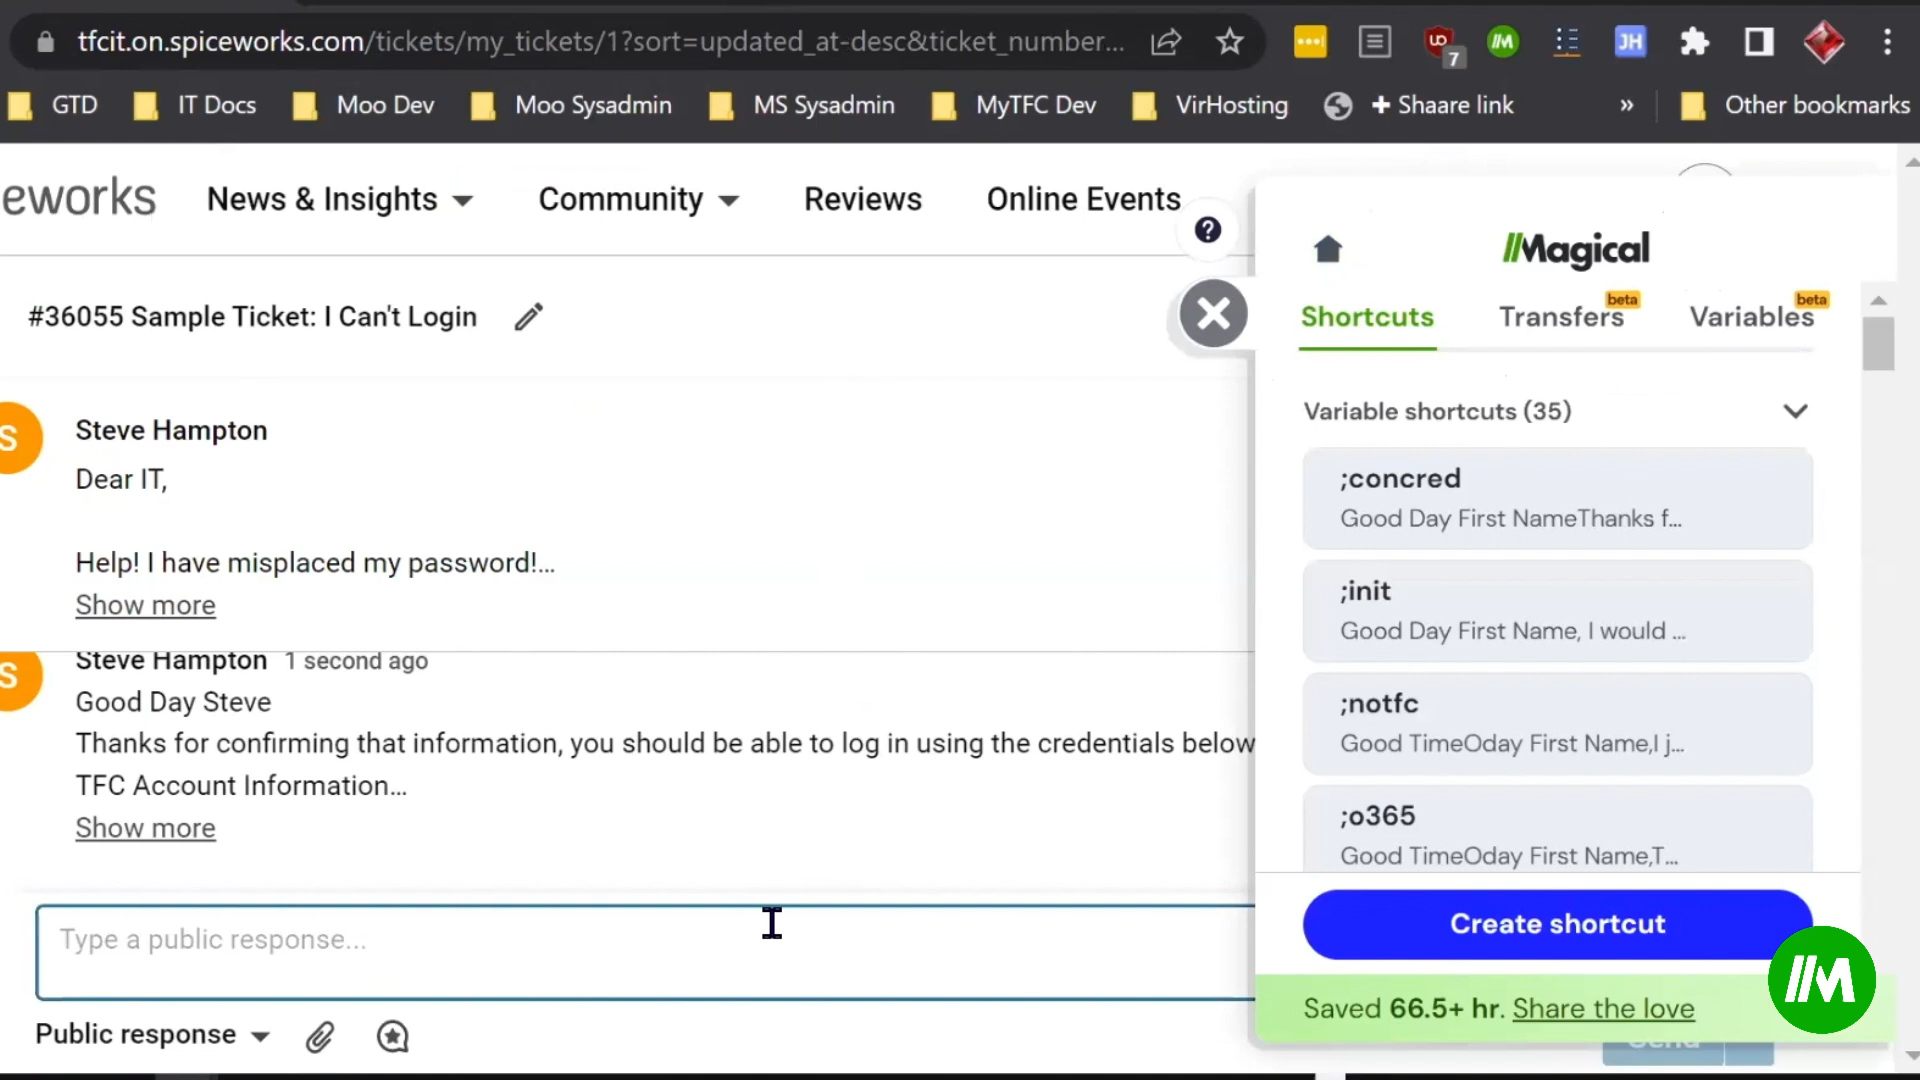 tfcit.on.spiceworks.com/tickets/my_tickets/1?sort=updated_at-desc&ticket_number...
7
JH
GTD
IT Docs
Moo Dev
Moo Sysadmin
MS Sysadmin
MyTFC Dev
VirHosting
+ Shaare link
»
Other bookmarks
eworks
News & Insights
Community
Reviews
Online Events
?
//Magical
#36055 Sample Ticket: I Can't Login
Shortcuts
Transfers
beta
Variables
beta
Variable shortcuts (35)
S
Steve Hampton
Dear IT,
Help! I have misplaced my password!...
Show more
S
Steve Hampton 1 second ago
Good Day Steve
Thanks for confirming that information, you should be able to log in using the credentials below
TFC Account Information...
Show more
;concred
Good Day First NameThanks f...
;init
Good Day First Name, I would ...
;notfc
Good TimeOday First Name,I j...
;o365
Good TimeOday First Name,T...
Create shortcut
Type a public response...
Saved 66.5+ hr. Share the love
Public response
Send